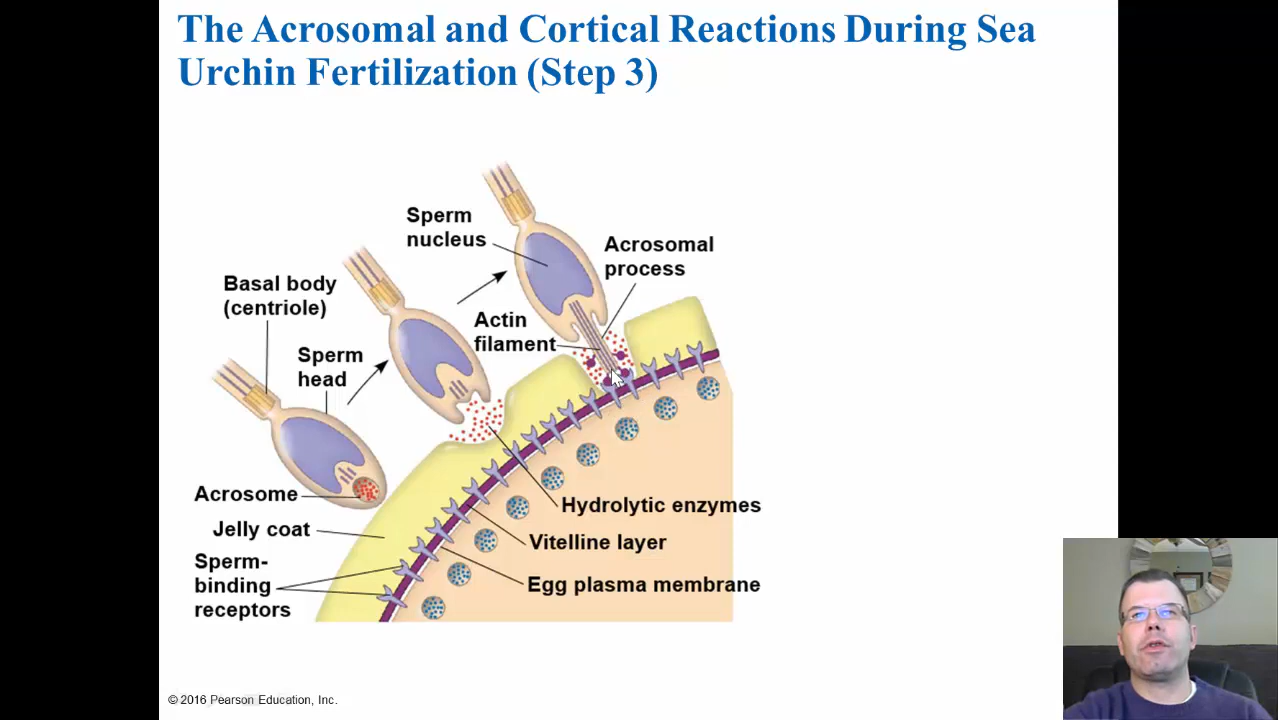 The Acrosomal and Cortical Reactions During Sea
Urchin Fertilization (Step 3)
Sperm
nucleus
Acrosomal
process
Basal body
(centriole)
Actin
filament
Sperm
head
Acrosome
Hydrolytic enzymes
Jelly coat
Vitelline layer
Sperm-
binding
receptors
Egg plasma membrane
© 2016 Pearson Education, Inc.